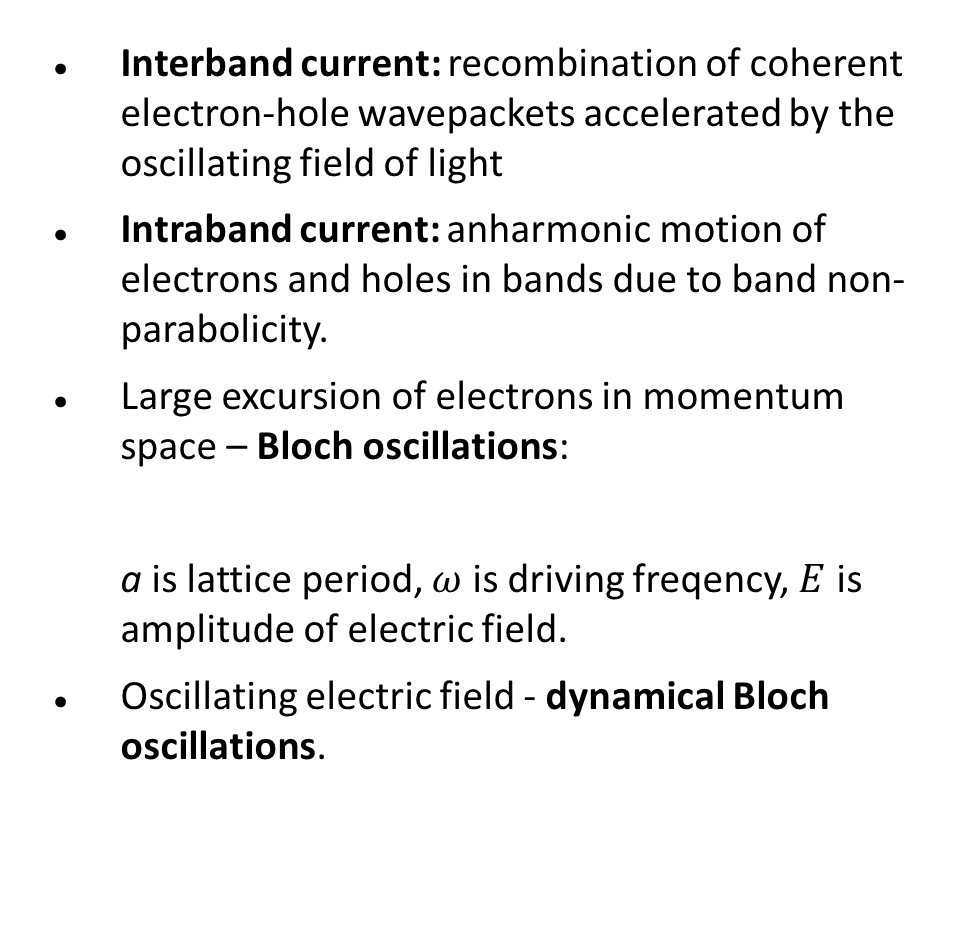 • Interband current: recombination of coherent
electron-hole wavepackets accelerated by the
oscillating field of light
• Intraband current: anharmonic motion of
electrons and holes in bands due to band non-
parabolicity.
• Large excursion of electrons in momentum
space – Bloch oscillations:
a is lattice period, ω is driving freqency, E is
amplitude of electric field.
• Oscillating electric field - dynamical Bloch
oscillations.